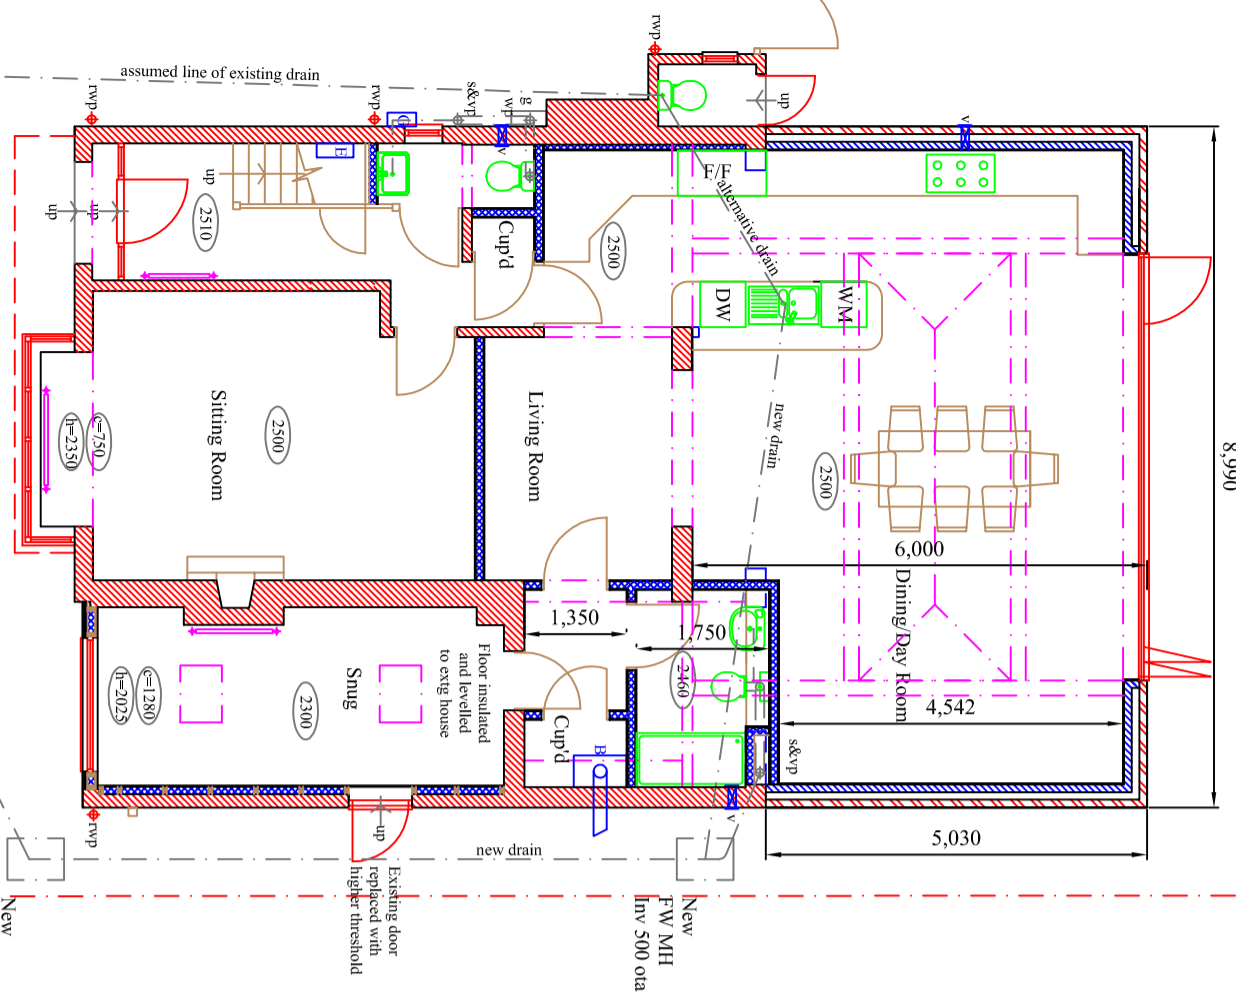 rwp
assumed line of existing drain
rwp
rwp
s&vp
g
wp
v
v
up
F/F
alternative drain
E
G
up
up
up
2510
Cup'd
2500
DW
WM
8,990
new drain
Sitting Room
2500
Living Room
c=750
h=2350
2500
6,000
Dining/Day Room
4,542
1,350
1,750
2460
Floor insulated
and levelled
to extg house
Snug
2300
c=1280
h=2025
Cup'd
B
s&vp
v
rwp
up
new drain
5,030
Existing door
replaced with
higher threshold
New
FW MH
Inv 500 ota
New